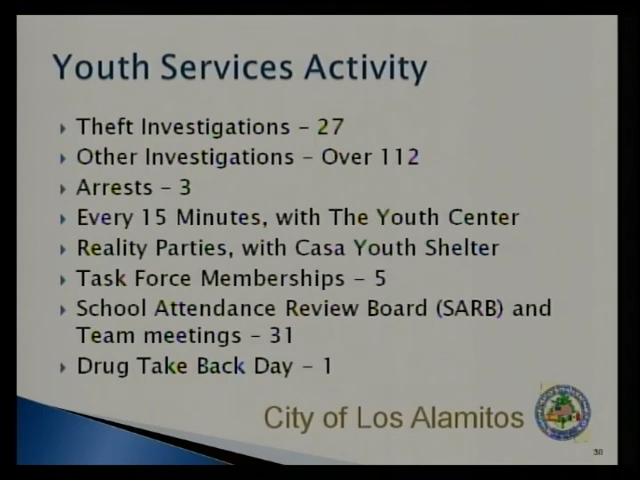 Youth Services Activity
Theft Investigations – 27
Other Investigations – Over 112
Arrests – 3
Every 15 Minutes, with The Youth Center
Reality Parties, with Casa Youth Shelter
Task Force Memberships – 5
School Attendance Review Board (SARB) and
Team meetings – 31
Drug Take Back Day – 1
City of Los Alamitos
30